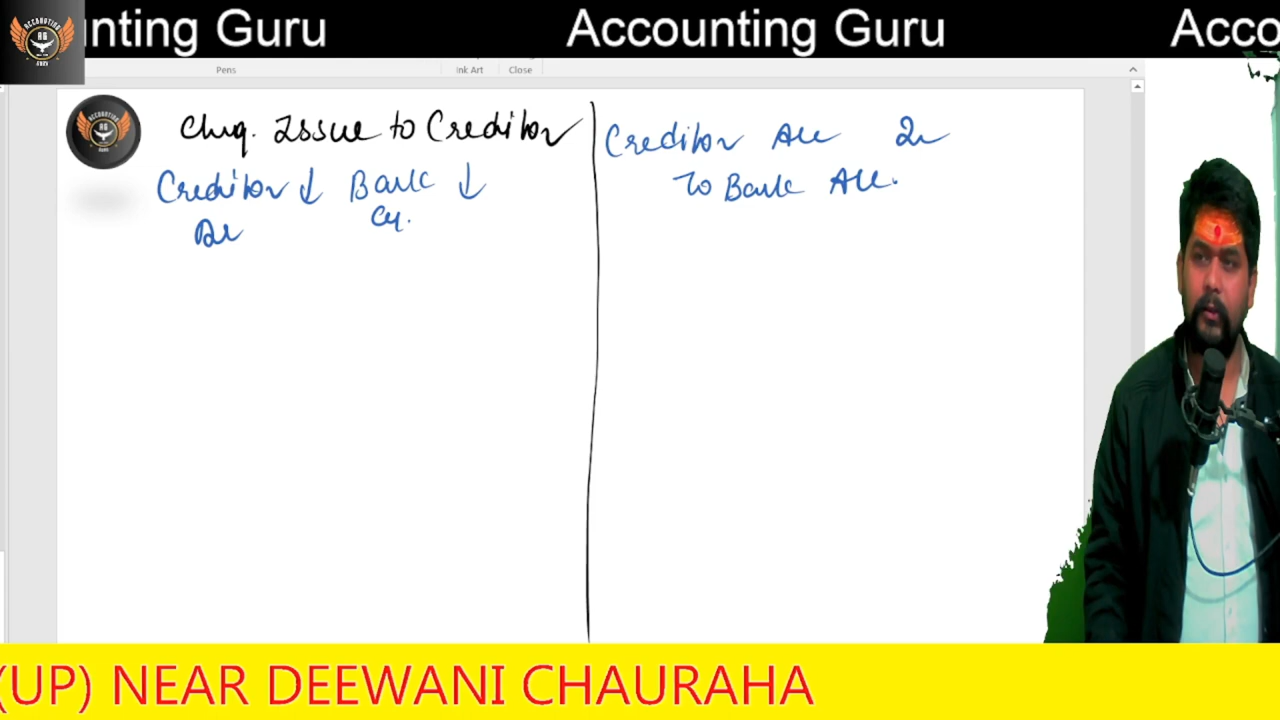 nting Guru Accounting Guru Acco
Pens Ink Art Close
Chq. Issue to Creditor
Creditor ↓ Bank ↓
Dr Cr.
Creditor A/c Dr
To Bank A/c.
(UP) NEAR DEEWANI CHAURAHA